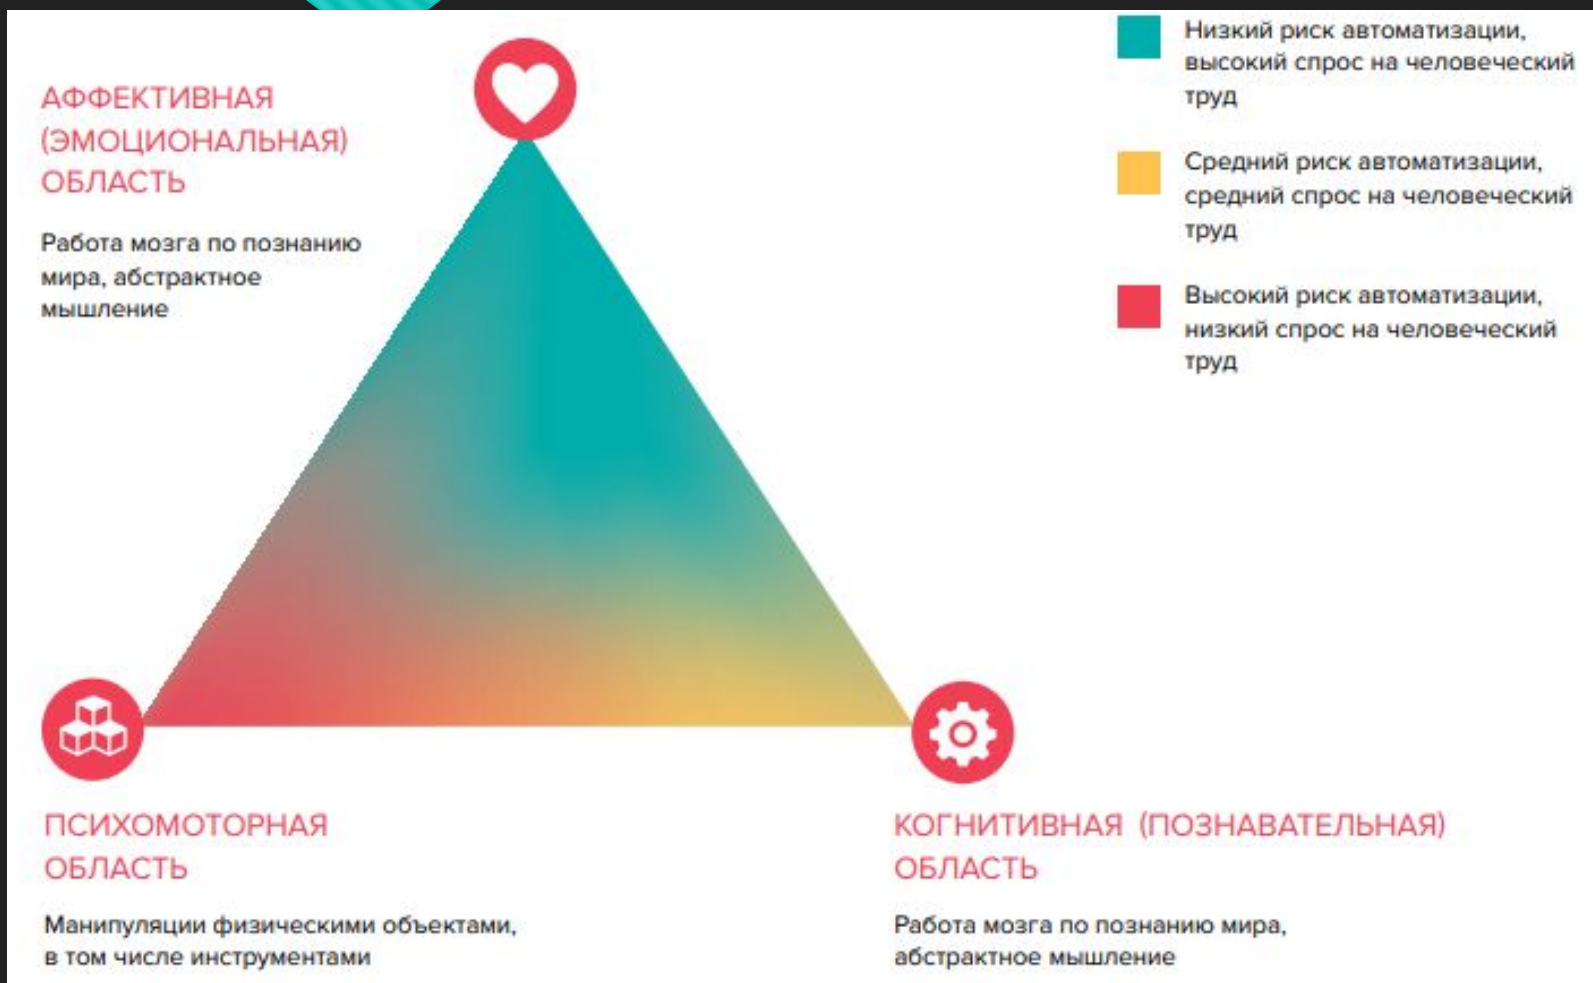 АФФЕКТИВНАЯ
(ЭМОЦИОНАЛЬНАЯ)
ОБЛАСТЬ
Работа мозга по познанию
мира, абстрактное
мышление
Низкий риск автоматизации,
высокий спрос на человеческий
труд
Средний риск автоматизации,
средний спрос на человеческий
труд
Высокий риск автоматизации,
низкий спрос на человеческий
труд
ПСИХОМОТОРНАЯ
ОБЛАСТЬ
Манипуляции физическими объектами,
в том числе инструментами
КОГНИТИВНАЯ (ПОЗНАВАТЕЛЬНАЯ)
ОБЛАСТЬ
Работа мозга по познанию мира,
абстрактное мышление